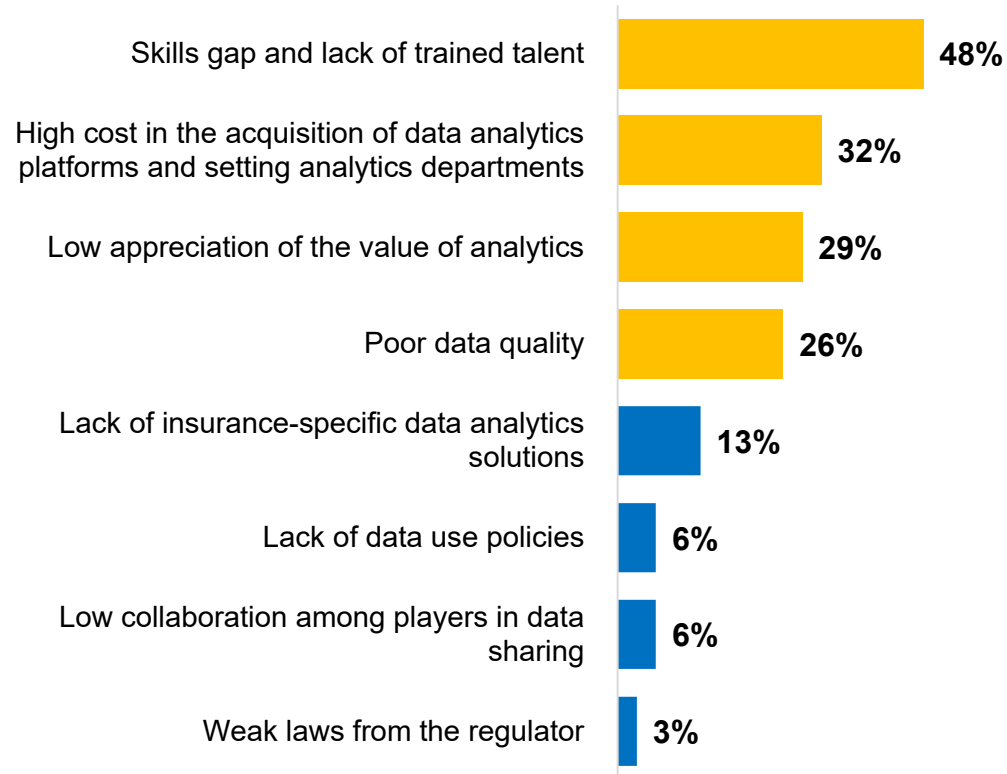 Skills gap and lack of trained talent
48%
High cost in the acquisition of data analytics
platforms and setting analytics departments
32%
Low appreciation of the value of analytics
29%
Poor data quality
26%
Lack of insurance-specific data analytics
solutions
13%
Lack of data use policies
6%
Low collaboration among players in data
sharing
6%
Weak laws from the regulator
3%